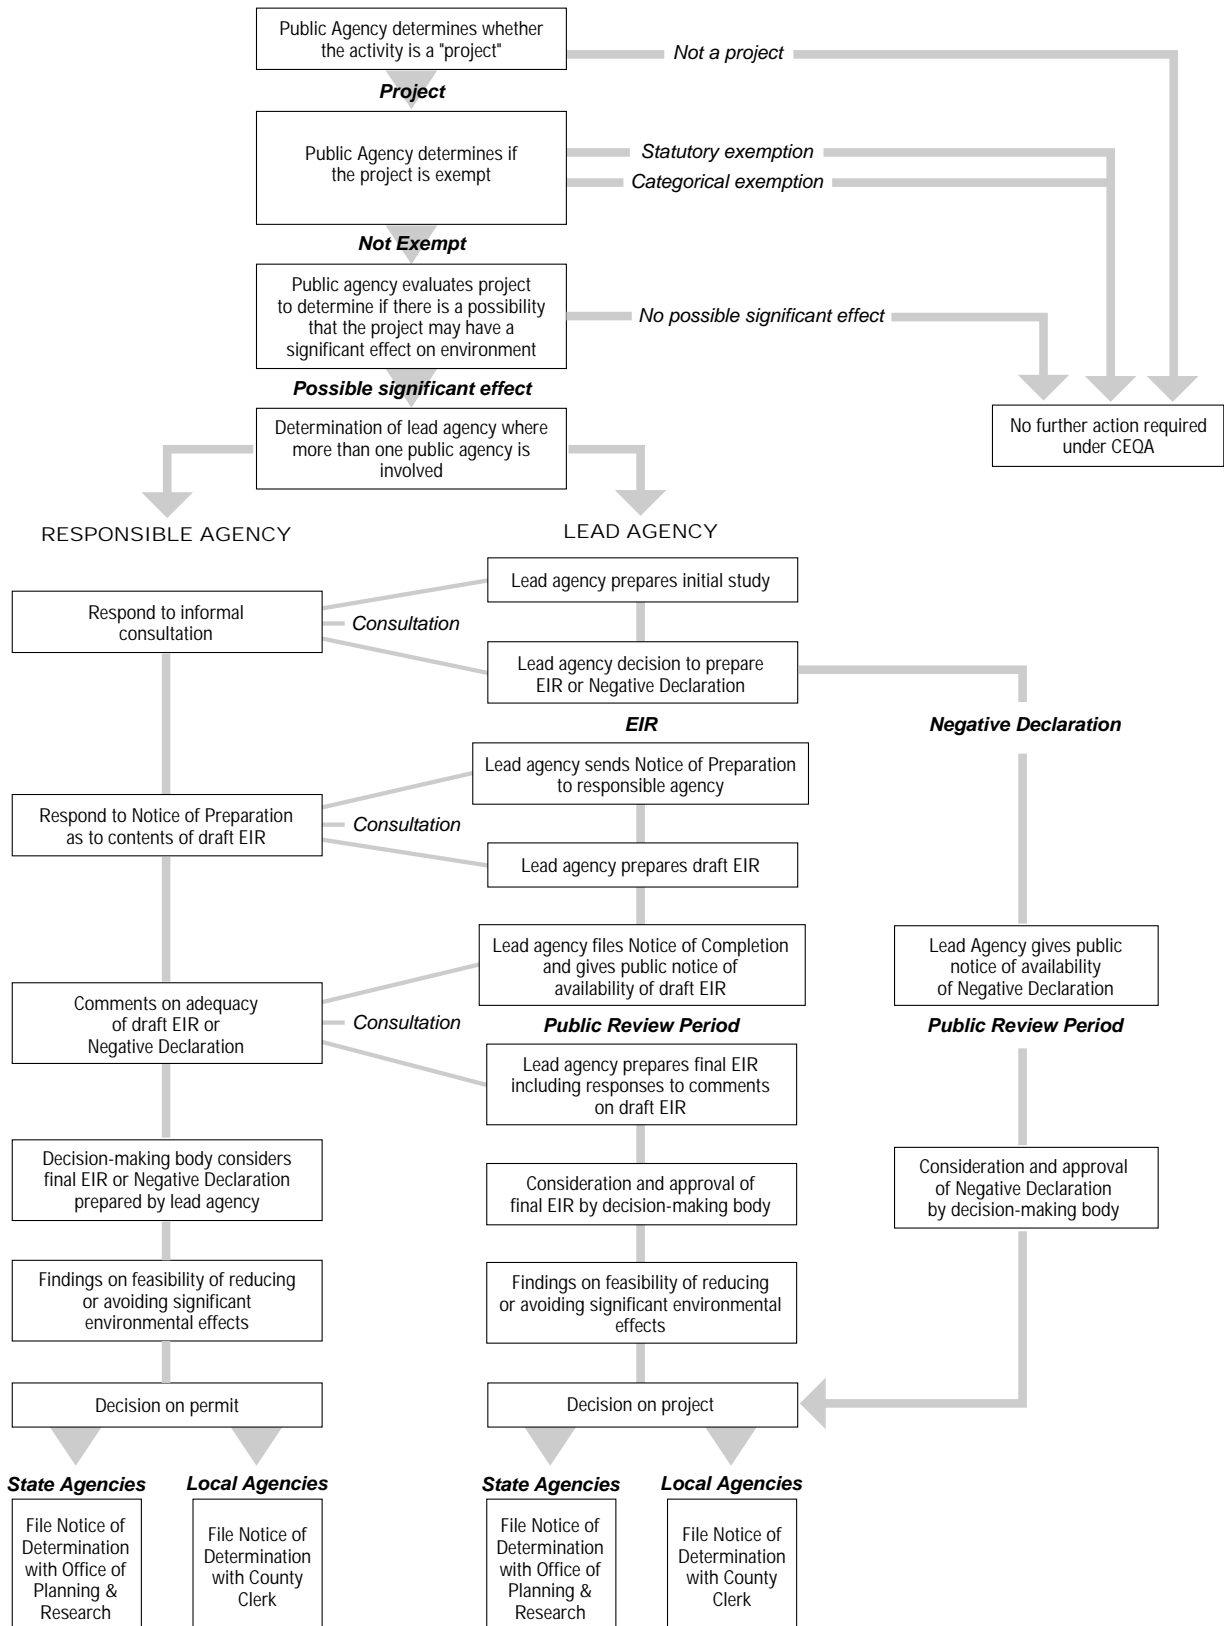 Public Agency determines whether
the activity is a "project"
Not a project
Project
Public Agency determines if
the project is exempt
Statutory exemption
Categorical exemption
Not Exempt
Public agency evaluates project
to determine if there is a possibility
that the project may have a
significant effect on environment
No possible significant effect
Possible significant effect
Determination of lead agency where
more than one public agency is
involved
No further action required
under CEQA
RESPONSIBLE AGENCY
LEAD AGENCY
Lead agency prepares initial study
Respond to informal
consultation
Consultation
Lead agency decision to prepare
EIR or Negative Declaration
EIR
Negative Declaration
Lead agency sends Notice of Preparation
to responsible agency
Respond to Notice of Preparation
as to contents of draft EIR
Consultation
Lead agency prepares draft EIR
Lead agency files Notice of Completion
and gives public notice of
availability of draft EIR
Lead Agency gives public
notice of availability
of Negative Declaration
Comments on adequacy
of draft EIR or
Negative Declaration
Consultation
Public Review Period
Public Review Period
Lead agency prepares final EIR
including responses to comments
on draft EIR
Decision-making body considers
final EIR or Negative Declaration
prepared by lead agency
Consideration and approval of
final EIR by decision-making body
Consideration and approval
of Negative Declaration
by decision-making body
Findings on feasibility of reducing
or avoiding significant
environmental effects
Findings on feasibility of reducing
or avoiding significant environmental
effects
Decision on permit
Decision on project
State Agencies
Local Agencies
State Agencies
Local Agencies
File Notice of
Determination
with Office of
Planning &
Research
File Notice of
Determination
with County
Clerk
File Notice of
Determination
with Office of
Planning &
Research
File Notice of
Determination
with County
Clerk